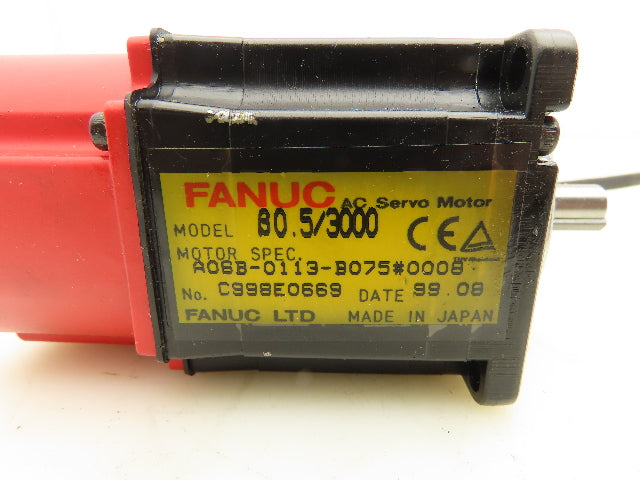 FANUC AC Servo Motor
MODEL β0.5/3000
MOTOR SPEC.
A06B-0113-B075#0008
No. C998E0669 DATE 99.08
FANUC LTD MADE IN JAPAN
CE